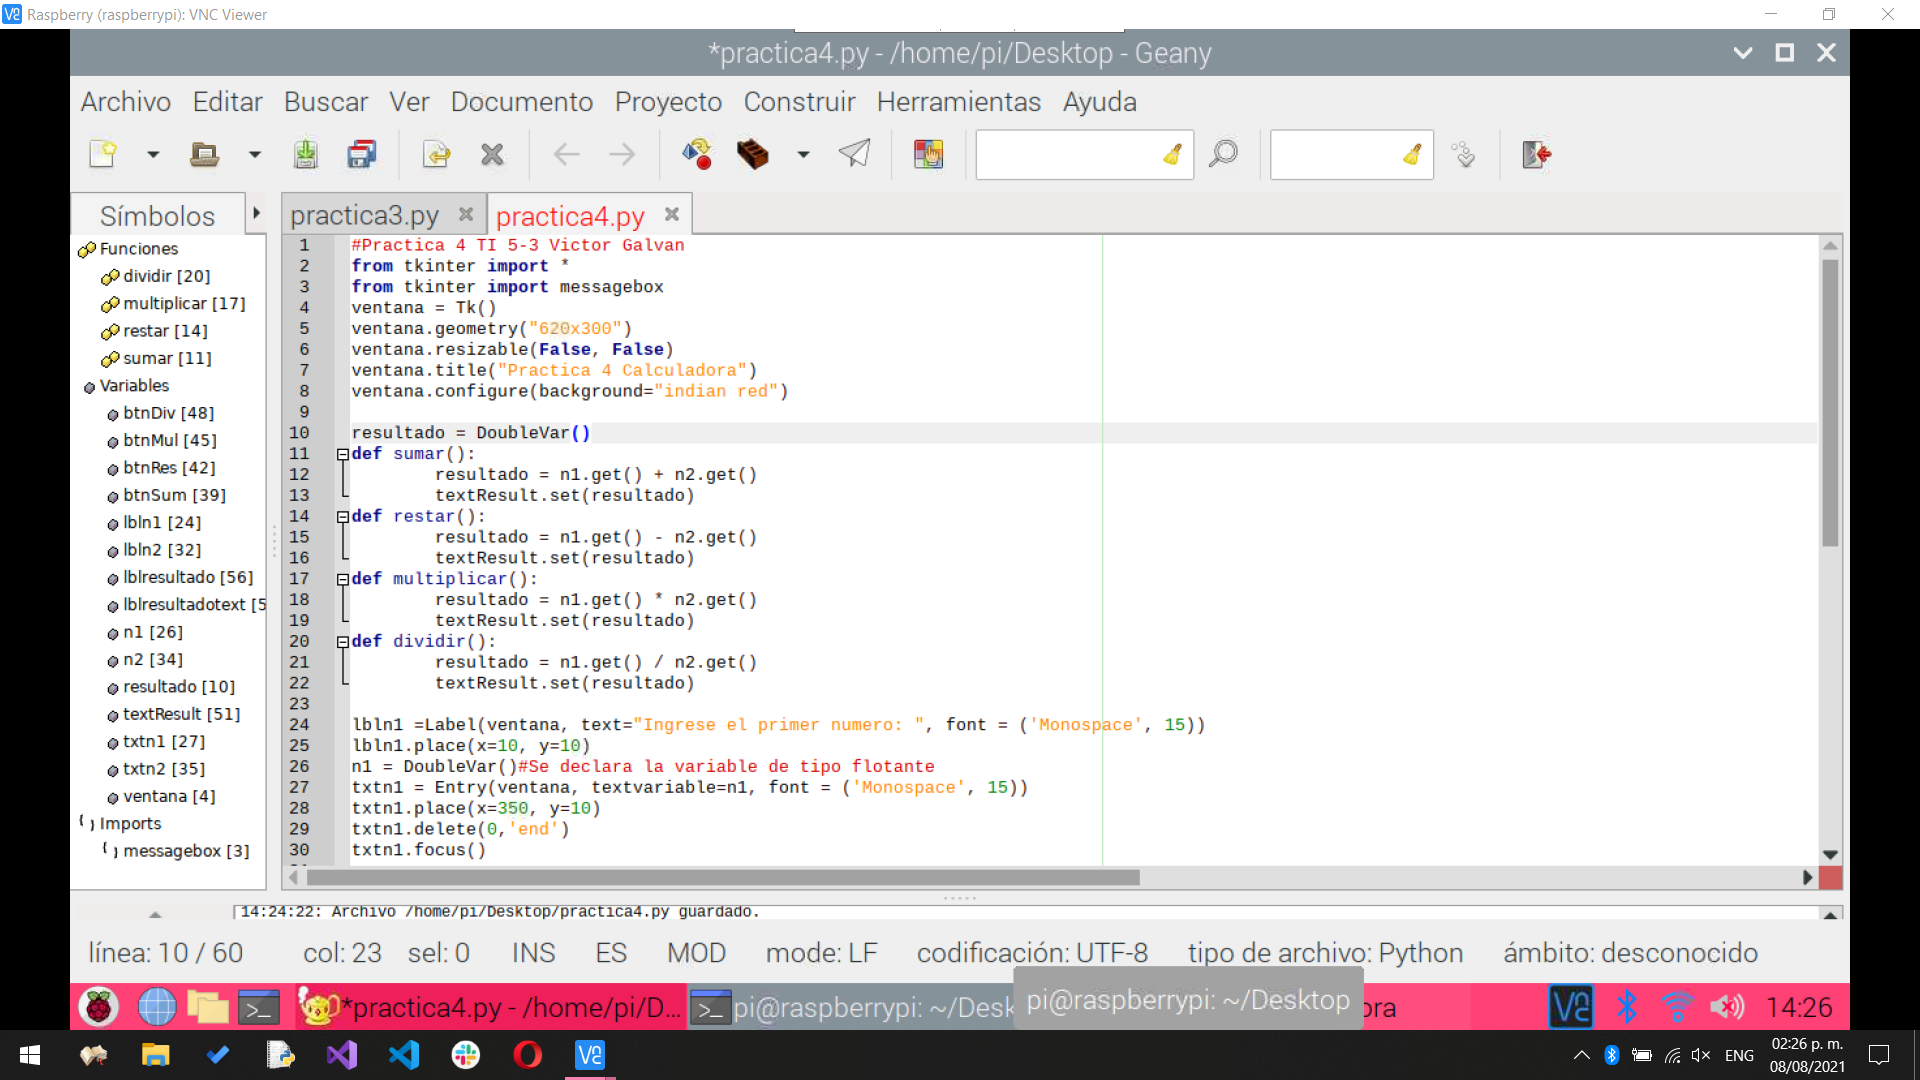 Raspberry (raspberrypi): VNC Viewer
*practica4.py - /home/pi/Desktop - Geany
Archivo Editar Buscar Ver Documento Proyecto Construir Herramientas Ayuda
Símbolos
practica3.py
practica4.py
Funciones
dividir [20]
multiplicar [17]
restar [14]
sumar [11]
Variables
btnDiv [48]
btnMul [45]
btnRes [42]
btnSum [39]
lbln1 [24]
lbln2 [32]
lblresultado [56]
lblresultadotext [5
n1 [26]
n2 [34]
resultado [10]
textResult [51]
txtn1 [27]
txtn2 [35]
ventana [4]
Imports
messagebox [3]
1 #Practica 4 TI 5-3 Victor Galvan
2 from tkinter import *
3 from tkinter import messagebox
4 ventana = Tk()
5 ventana.geometry("620x300")
6 ventana.resizable(False, False)
7 ventana.title("Practica 4 Calculadora")
8 ventana.configure(background="indian red")
9
10 resultado = DoubleVar()
11 def sumar():
12 resultado = n1.get() + n2.get()
13 textResult.set(resultado)
14 def restar():
15 resultado = n1.get() - n2.get()
16 textResult.set(resultado)
17 def multiplicar():
18 resultado = n1.get() * n2.get()
19 textResult.set(resultado)
20 def dividir():
21 resultado = n1.get() / n2.get()
22 textResult.set(resultado)
23
24 lbln1 =Label(ventana, text="Ingrese el primer numero: ", font = ('Monospace', 15))
25 lbln1.place(x=10, y=10)
26 n1 = DoubleVar()#Se declara la variable de tipo flotante
27 txtn1 = Entry(ventana, textvariable=n1, font = ('Monospace', 15))
28 txtn1.place(x=350, y=10)
29 txtn1.delete(0,'end')
30 txtn1.focus()
14:24:22: Archivo /home/pi/Desktop/practica4.py guardado.
línea: 10 / 60 col: 23 sel: 0 INS ES MOD mode: LF codificación: UTF-8 tipo de archivo: Python ámbito: desconocido
*practica4.py - /home/pi/D...
pi@raspberrypi: ~/Desk
pi@raspberrypi: ~/Desktop
ora
14:26
ENG
02:26 p. m.
08/08/2021